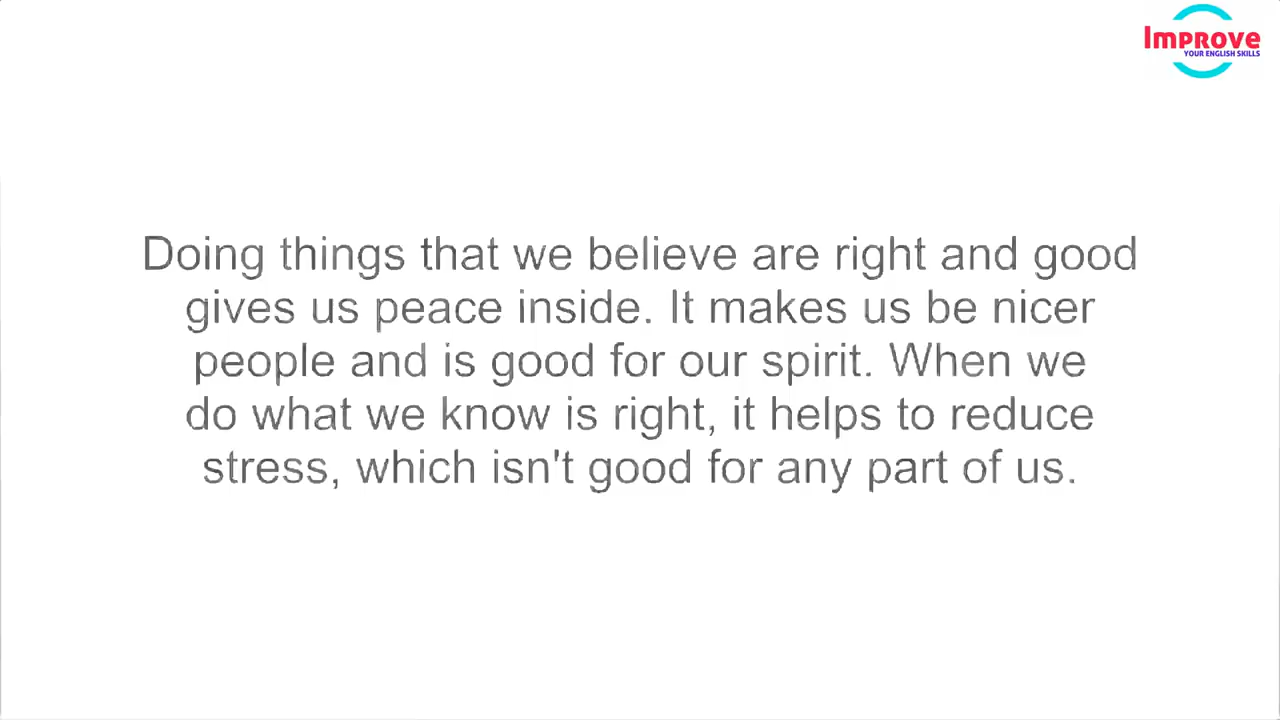 Improve
YOUR ENGLISH SKILLS
Doing things that we believe are right and good
gives us peace inside. It makes us be nicer
people and is good for our spirit. When we
do what we know is right, it helps to reduce
stress, which isn't good for any part of us.